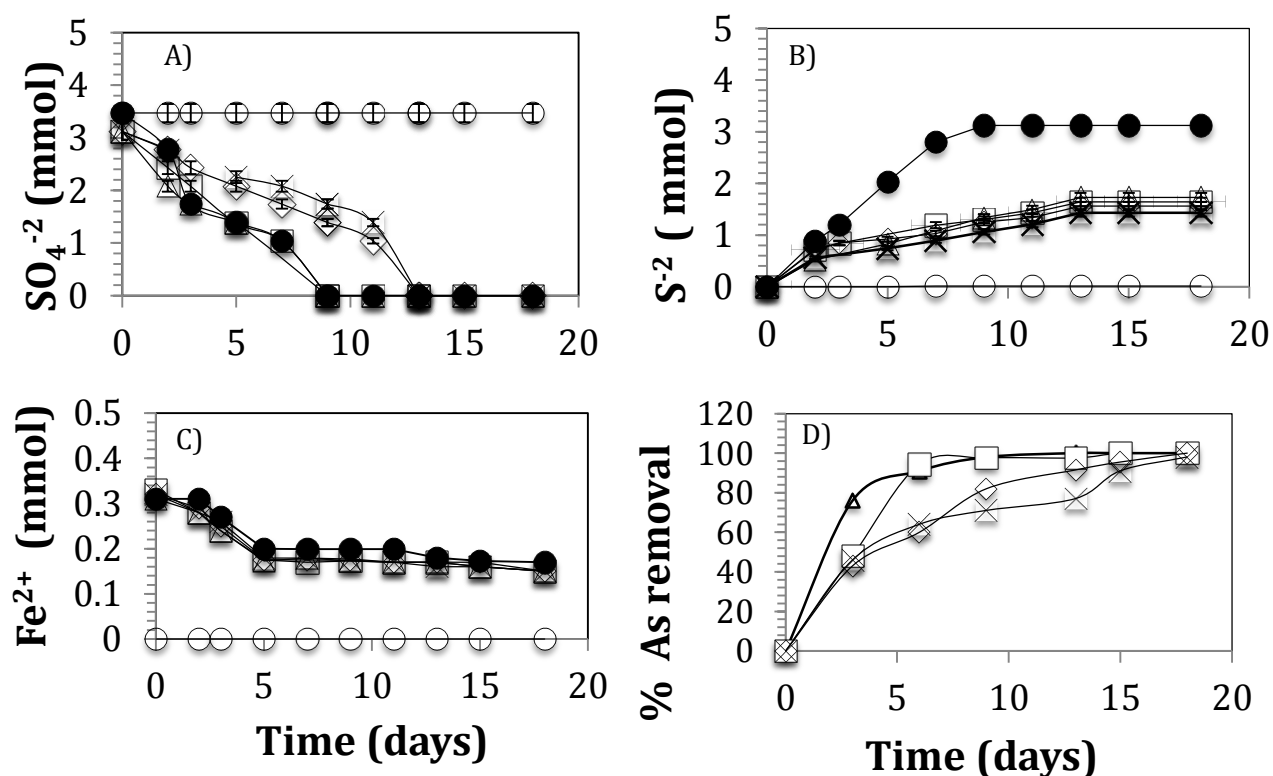 A)
SO4-2 (mmol)
5
4
3
2
1
0
0 5 10 15 20
B)
S-2 ( mmol)
5
4
3
2
1
0
0 5 10 15 20
C)
Fe2+ (mmol)
0.5
0.4
0.3
0.2
0.1
0
0 5 10 15 20
Time (days)
D)
% As removal
120
100
80
60
40
20
0
0 5 10 15 20
Time (days)